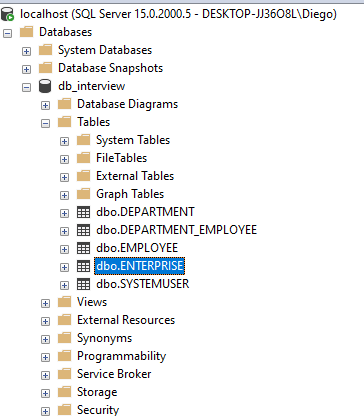 localhost (SQL Server 15.0.2000.5 - DESKTOP-JJ36O8L\Diego)
Databases
System Databases
Database Snapshots
db_interview
Database Diagrams
Tables
System Tables
FileTables
External Tables
Graph Tables
dbo.DEPARTMENT
dbo.DEPARTMENT_EMPLOYEE
dbo.EMPLOYEE
dbo.ENTERPRISE
dbo.SYSTEMUSER
Views
External Resources
Synonyms
Programmability
Service Broker
Storage
Security